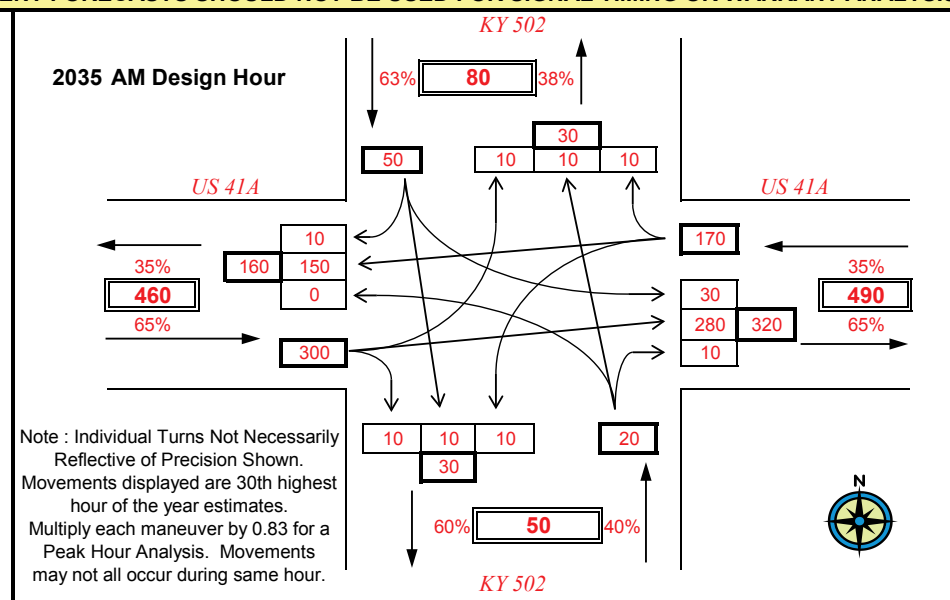 KY 502
2035 AM Design Hour
63% 80 38%
30
50 10 10 10
US 41A US 41A
10 170
35% 160 150 35%
460 0 30 490
65% 280 320 65%
300 10
10 10 10 20
30
Note : Individual Turns Not Necessarily
Reflective of Precision Shown.
Movements displayed are 30th highest
hour of the year estimates.
Multiply each maneuver by 0.83 for a
Peak Hour Analysis. Movements
may not all occur during same hour.
60% 50 40%
N
KY 502